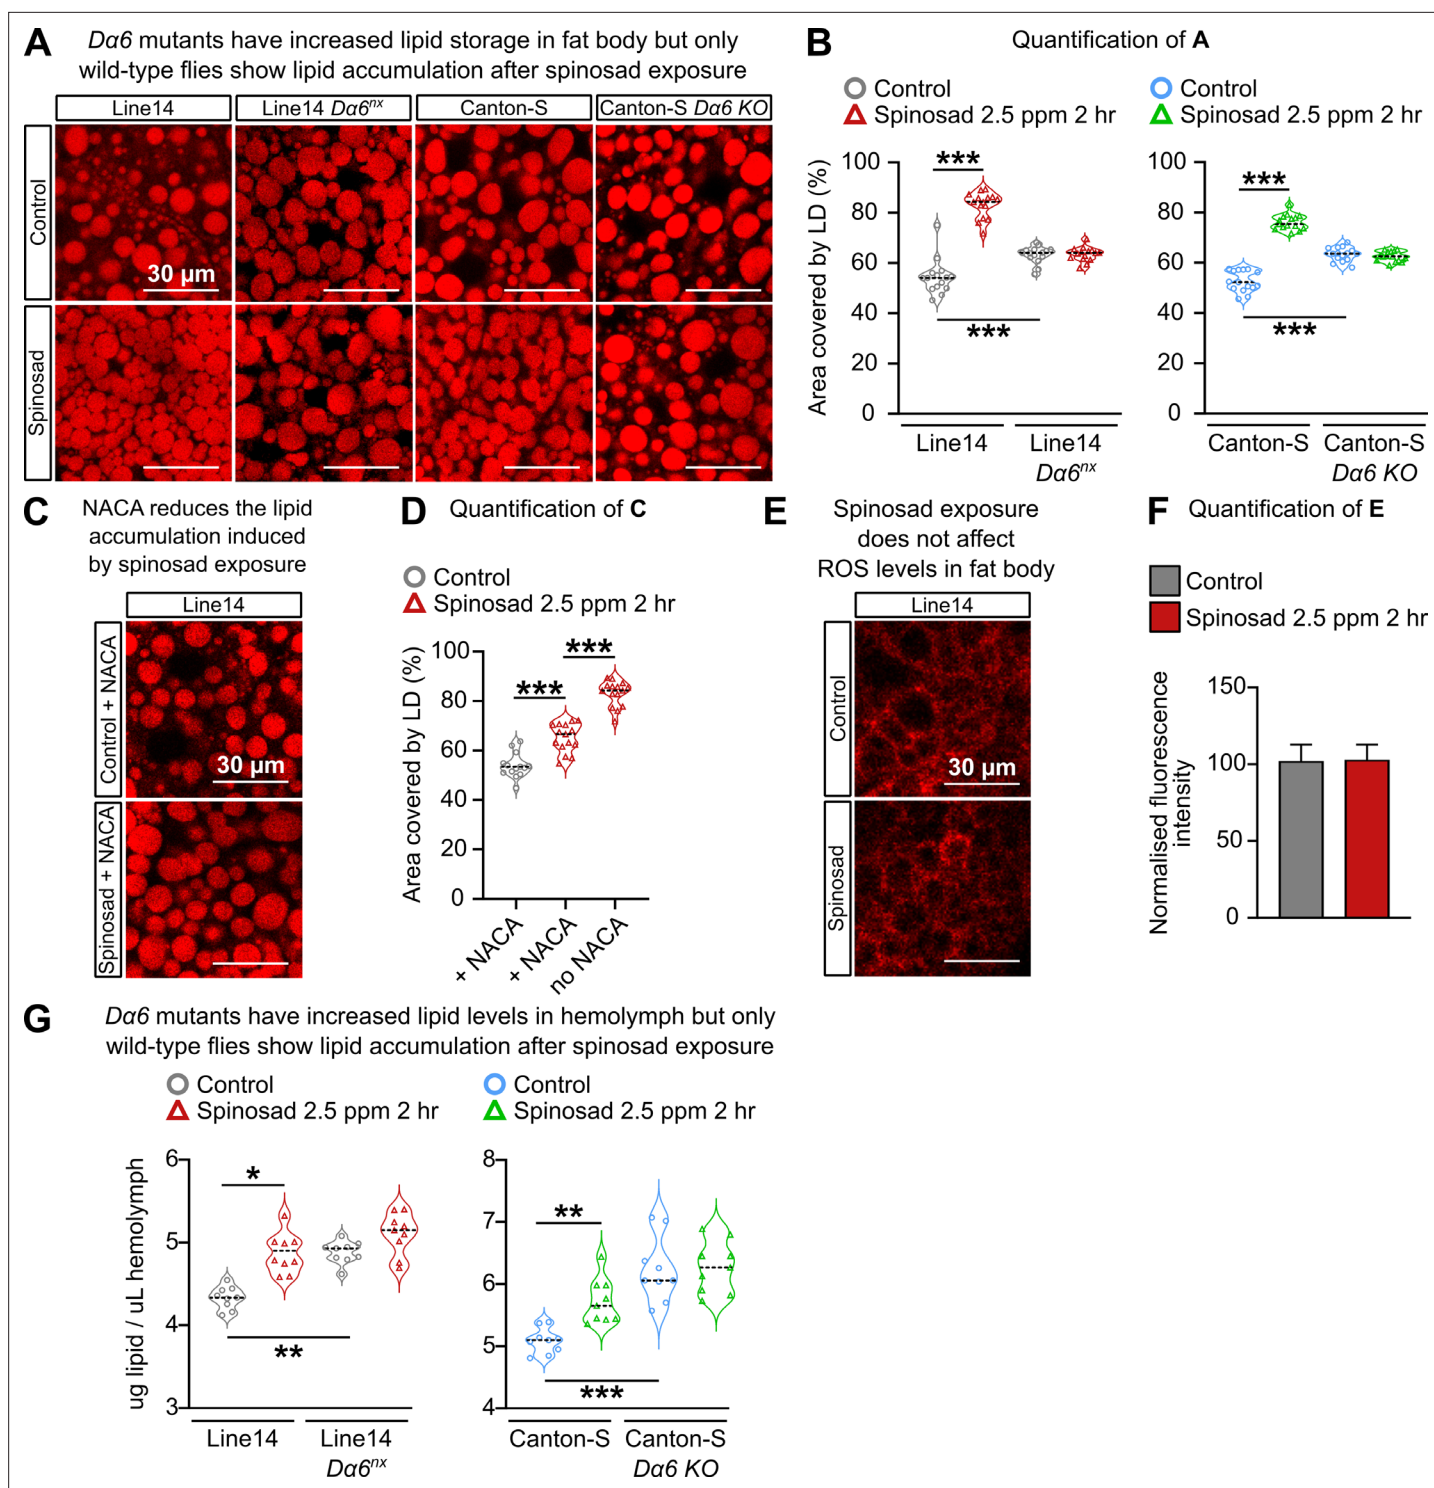 A
Dα6 mutants have increased lipid storage in fat body but only
wild-type flies show lipid accumulation after spinosad exposure
Line14
Line14 Dα6nx
Canton-S
Canton-S Dα6 KO
Control
30 µm
Spinosad
B
Quantification of A
Control
Spinosad 2.5 ppm 2 hr
Control
Spinosad 2.5 ppm 2 hr
Area covered by LD (%)
100
80
60
40
20
0
***
***
Line14
Line14
Dα6nx
100
80
60
40
20
0
***
***
Canton-S
Canton-S
Dα6 KO
C
NACA reduces the lipid
accumulation induced
by spinosad exposure
Line14
Control + NACA
30 µm
Spinosad + NACA
D
Quantification of C
Control
Spinosad 2.5 ppm 2 hr
Area covered by LD (%)
100
80
60
40
20
0
***
***
+ NACA
+ NACA
no NACA
E
Spinosad exposure
does not affect
ROS levels in fat body
Line14
Control
30 µm
Spinosad
F
Quantification of E
Control
Spinosad 2.5 ppm 2 hr
Normalised fluorescence
intensity
150
100
50
0
G
Dα6 mutants have increased lipid levels in hemolymph but only
wild-type flies show lipid accumulation after spinosad exposure
Control
Spinosad 2.5 ppm 2 hr
Control
Spinosad 2.5 ppm 2 hr
ug lipid / uL hemolymph
6
5
4
3
*
**
Line14
Line14
Dα6nx
8
7
6
5
4
**
***
Canton-S
Canton-S
Dα6 KO